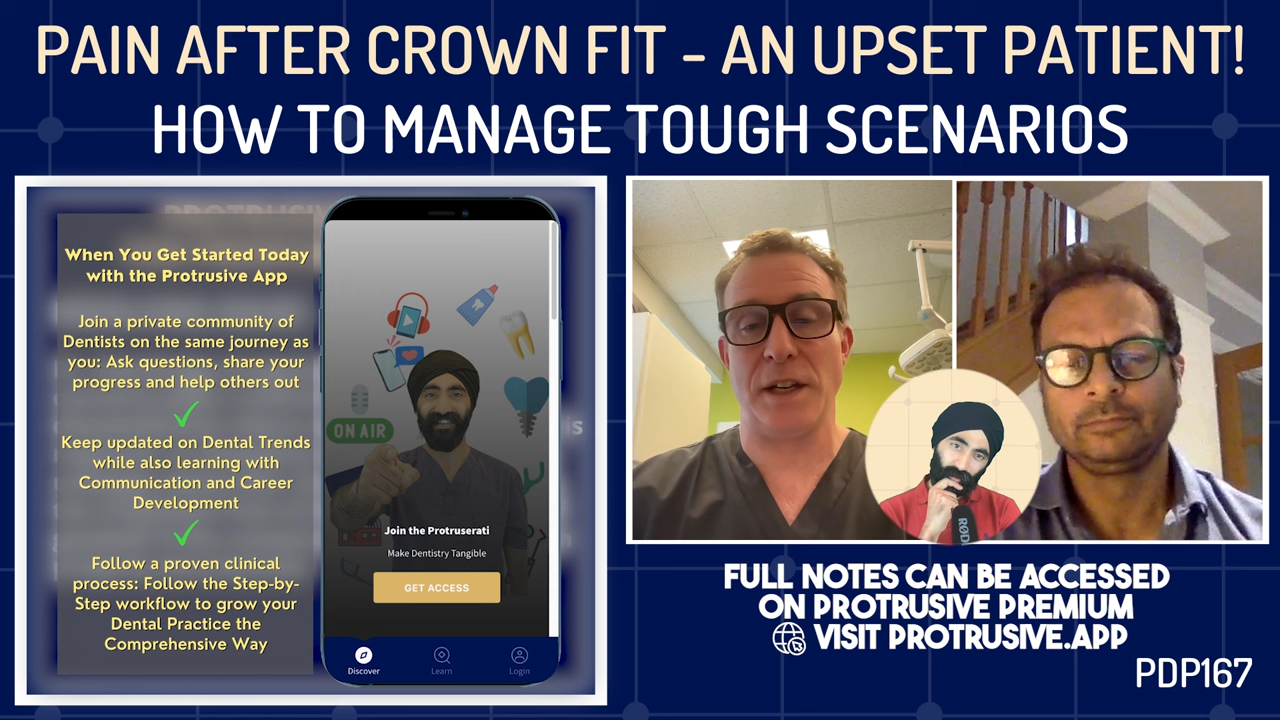 PAIN AFTER CROWN FIT - AN UPSET PATIENT!
HOW TO MANAGE TOUGH SCENARIOS
When You Get Started Today
with the Protrusive App
Join a private community of
Dentists on the same journey as
you: Ask questions, share your
progress and help others out
Keep updated on Dental Trends
while also learning with
Communication and Career
Development
Follow a proven clinical
process: Follow the Step-by-
Step workflow to grow your
Dental Practice the
Comprehensive Way
ON AIR
Join the Protruserati
Make Dentistry Tangible
GET ACCESS
Discover
Learn
Login
RØDE
FULL NOTES CAN BE ACCESSED
ON PROTRUSIVE PREMIUM
VISIT PROTRUSIVE.APP
PDP167